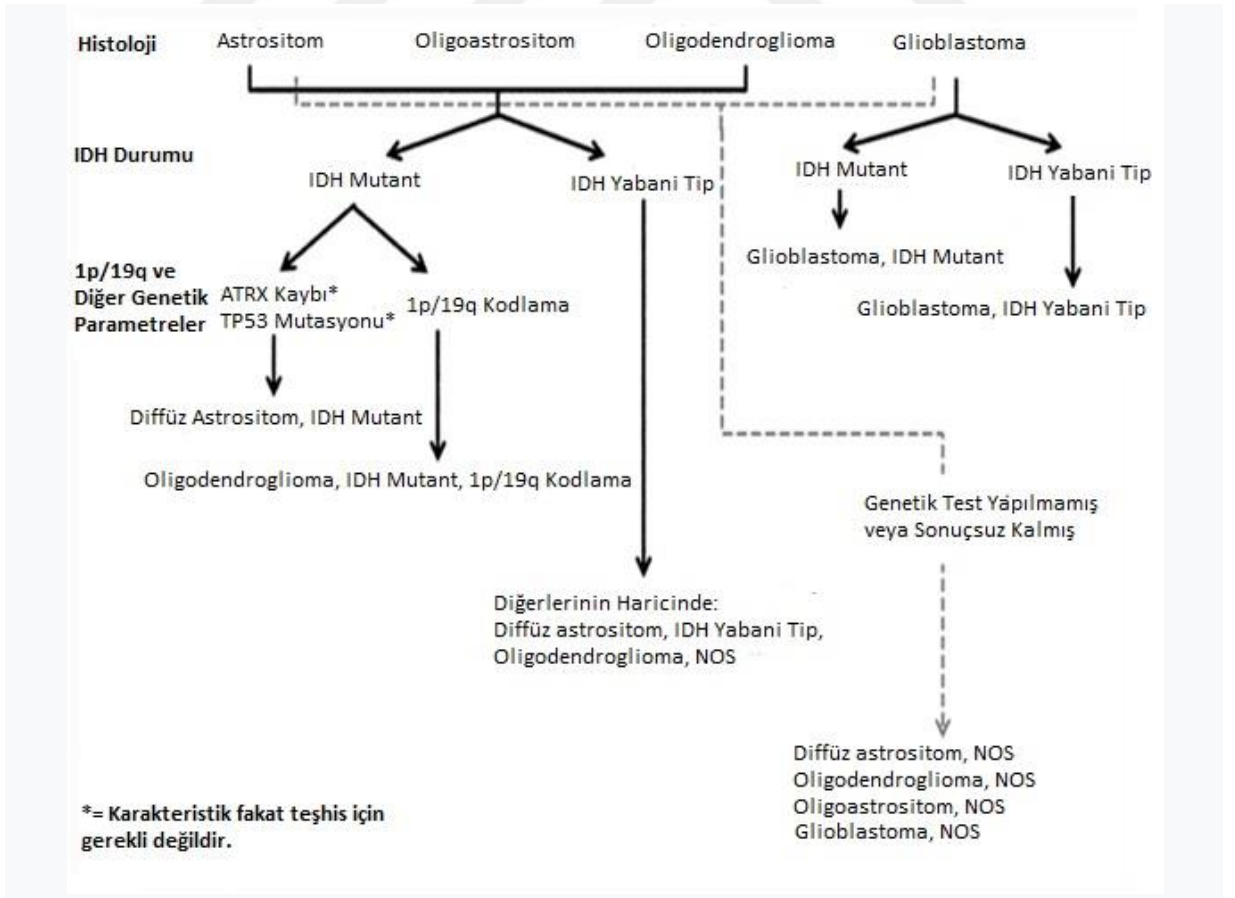 Histoloji
Astrositom
Oligoastrositom
Oligodendroglioma
Glioblastoma
IDH Durumu
IDH Mutant
IDH Yabani Tip
IDH Mutant
IDH Yabani Tip
Glioblastoma, IDH Mutant
Glioblastoma, IDH Yabani Tip
1p/19q ve
Diğer Genetik
Parametreler
ATRX Kaybı*
TP53 Mutasyonu*
1p/19q Kodlama
Diffüz Astrositom, IDH Mutant
Oligodendroglioma, IDH Mutant, 1p/19q Kodlama
Genetik Test Yapılmamış
veya Sonuçsuz Kalmış
Diğerlerinin Haricinde:
Diffüz astrositom, IDH Yabani Tip,
Oligodendroglioma, NOS
Diffüz astrositom, NOS
Oligodendroglioma, NOS
Oligoastrositom, NOS
Glioblastoma, NOS
*= Karakteristik fakat teşhis için
gerekli değildir.